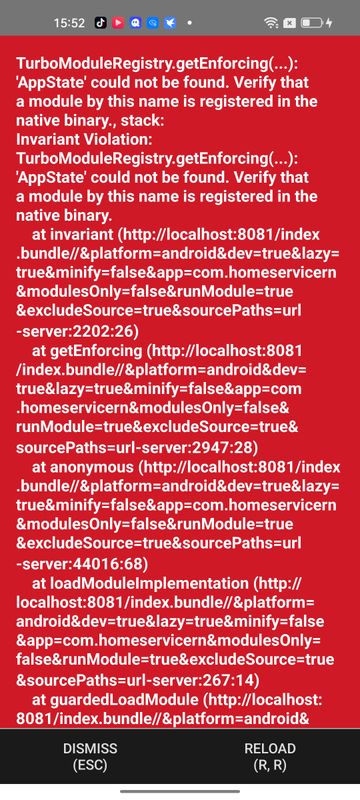 15:52
TurboModuleRegistry.getEnforcing(...):
'AppState' could not be found. Verify that
a module by this name is registered in the
native binary., stack:
Invariant Violation:
TurboModuleRegistry.getEnforcing(...):
'AppState' could not be found. Verify that
a module by this name is registered in the
native binary.
at invariant (http://localhost:8081/index
.bundle//&platform=android&dev=true&lazy=
true&minify=false&app=com.homeservicern
&modulesOnly=false&runModule=true
&excludeSource=true&sourcePaths=url
-server:2202:26)
at getEnforcing (http://localhost:8081
/index.bundle//&platform=android&dev=
true&lazy=true&minify=false&app=com
.homeservicern&modulesOnly=false&
runModule=true&excludeSource=true&
sourcePaths=url-server:2947:28)
at anonymous (http://localhost:8081/index
.bundle//&platform=android&dev=true&lazy=
true&minify=false&app=com.homeservicern
&modulesOnly=false&runModule=true
&excludeSource=true&sourcePaths=url
-server:44016:68)
at loadModuleImplementation (http://
localhost:8081/index.bundle//&platform=
android&dev=true&lazy=true&minify=false
&app=com.homeservicern&modulesOnly=
false&runModule=true&excludeSource=true
&sourcePaths=url-server:267:14)
at guardedLoadModule (http://localhost:
8081/index.bundle//&platform=android&
DISMISS
(ESC)
RELOAD
(R, R)